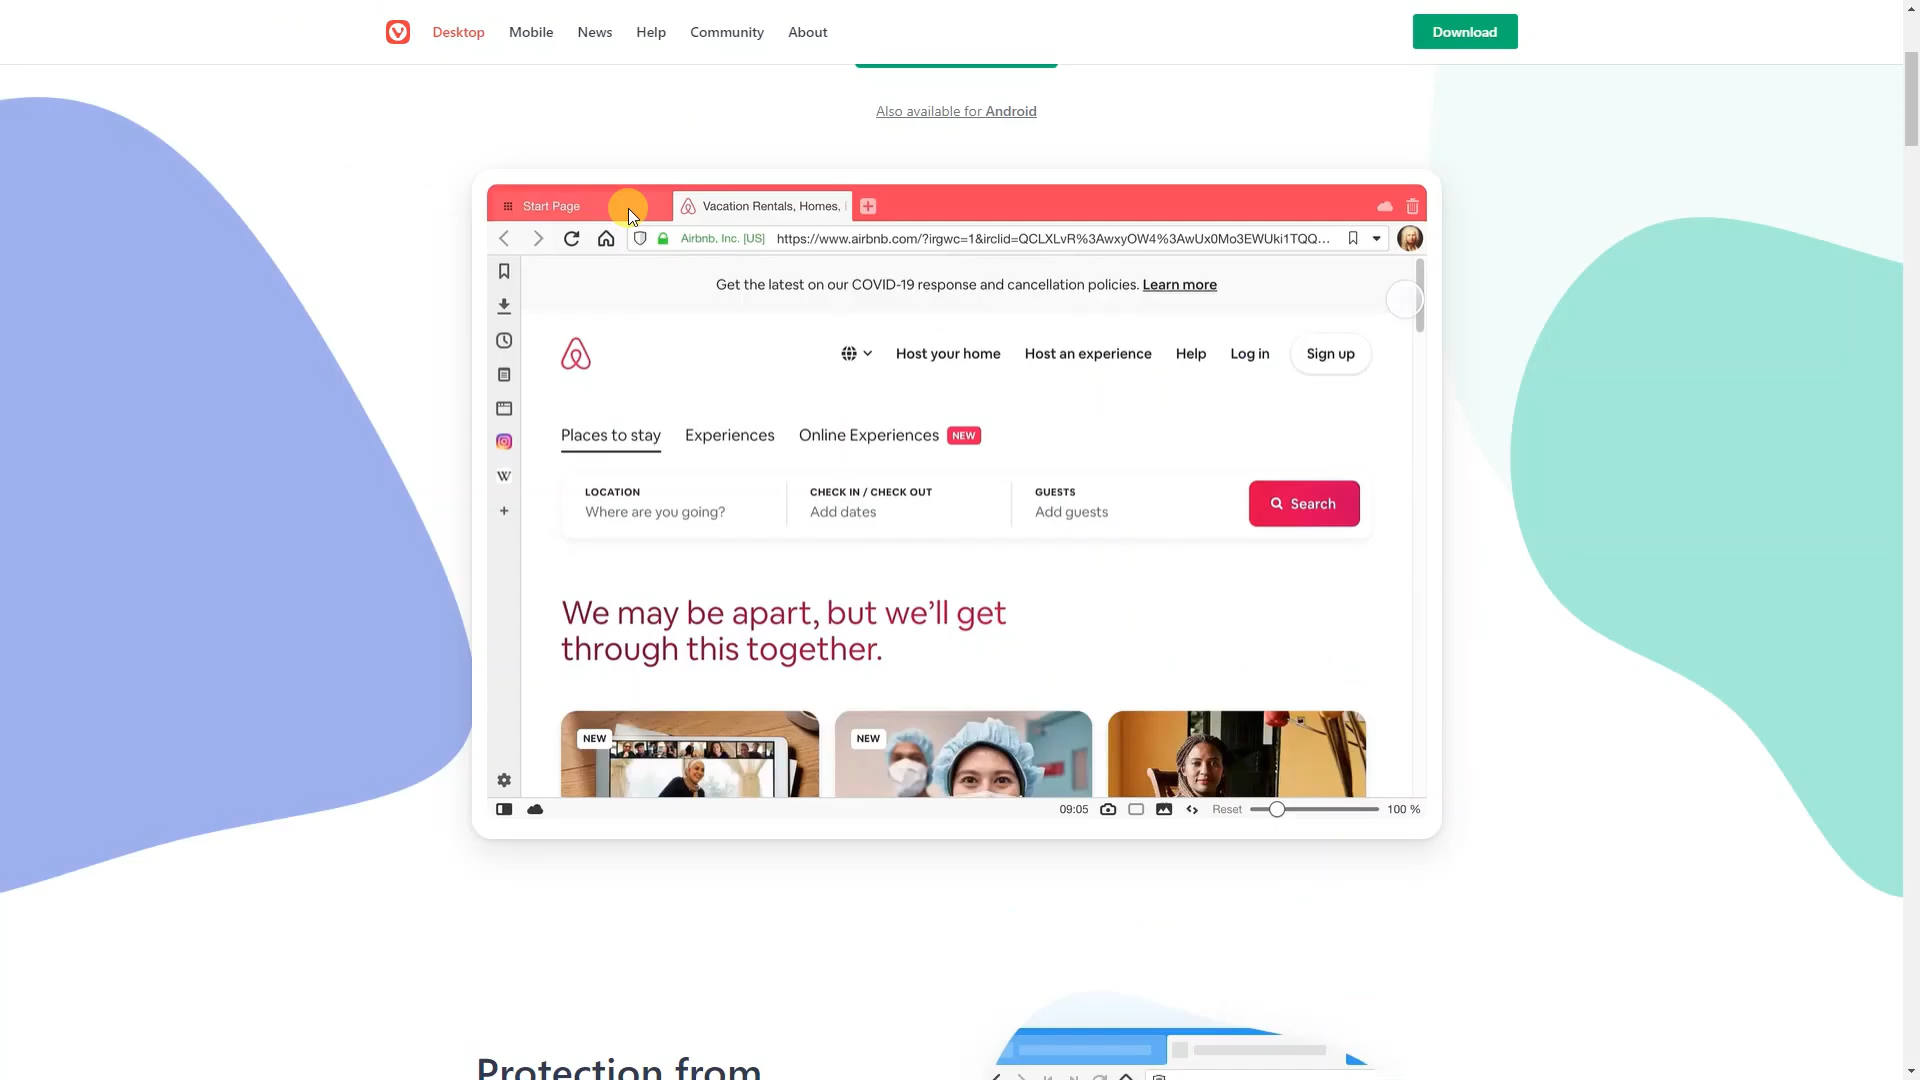 Desktop Mobile News Help Community About Download
Also available for Android
Start Page Vacation Rentals, Homes,
Airbnb, Inc. [US] https://www.airbnb.com/?irgwc=1&irclid=QCLXLvR%3AwxyOW4%3AwUx0Mo3EWUki1TQQ...
Get the latest on our COVID-19 response and cancellation policies. Learn more
Host your home Host an experience Help Log in Sign up
Places to stay Experiences Online Experiences NEW
LOCATION CHECK IN / CHECK OUT GUESTS
Where are you going? Add dates Add guests Search
We may be apart, but we’ll get
through this together.
NEW NEW
09:05 Reset 100 %
Protection from